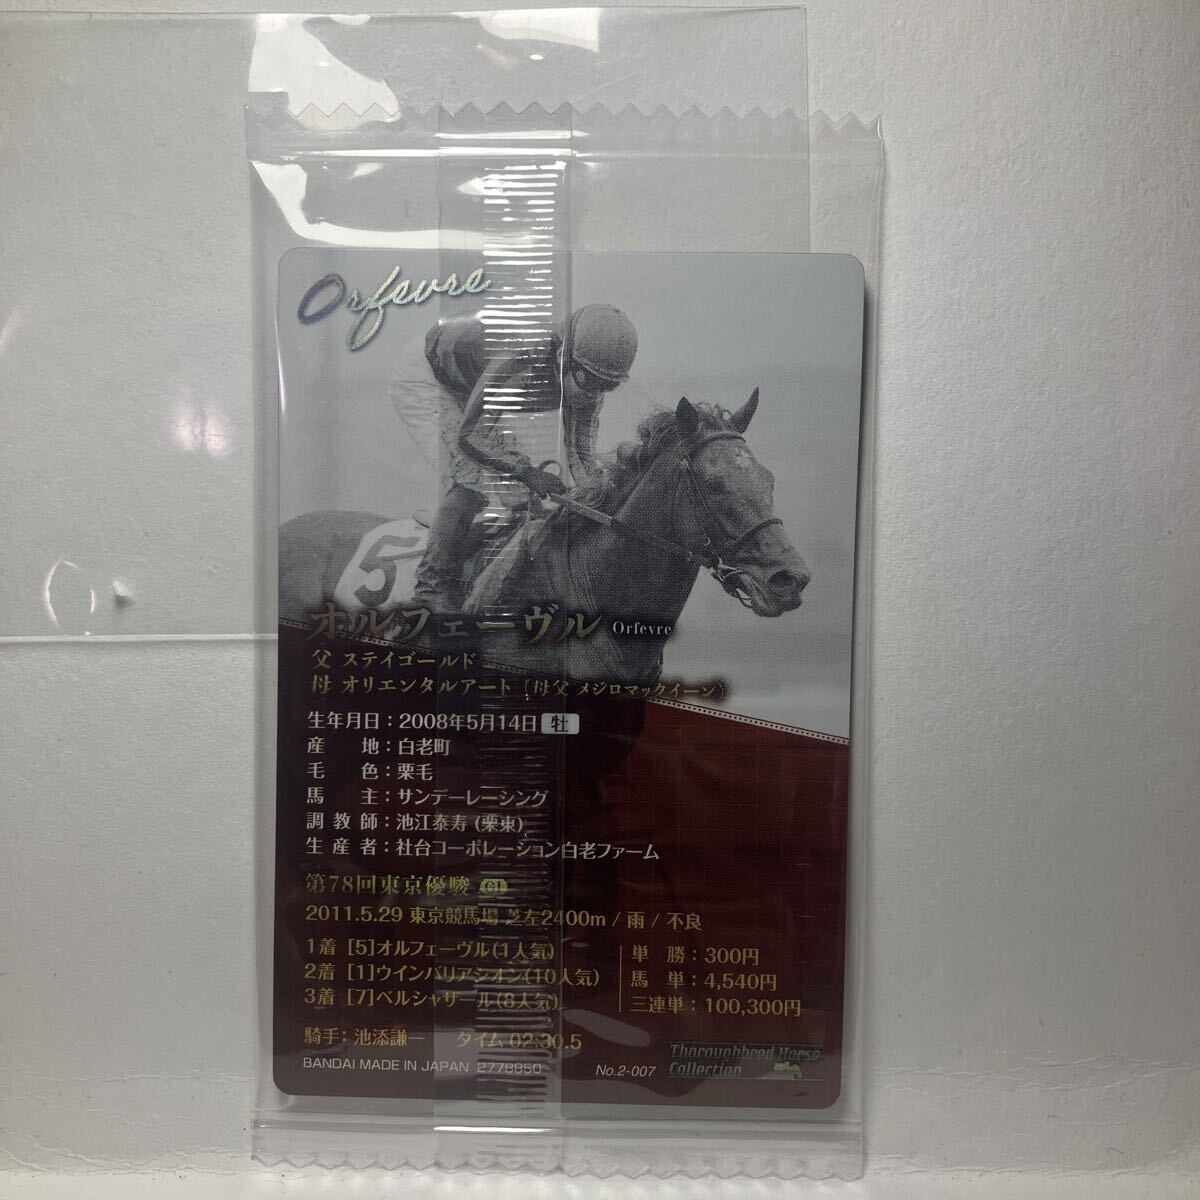 Orfevre
5
オルフェーヴル Orfevre
父 ステイゴールド
母 オリエンタルアート（母父 メジロマックイーン）
生年月日：2008年5月14日 牡
産　地：白老町
毛　色：栗毛
馬　主：サンデーレーシング
調教師：池江泰寿（栗東）
生産者：社台コーポレーション白老ファーム
第78回東京優駿 GI
2011.5.29 東京競馬場 芝左2400m / 雨 / 不良
1着 [5]オルフェーヴル(1人気)
2着 [1]ウインバリアシオン(10人気)
3着 [7]ベルシャザール(8人気)
単　勝：300円
馬　単：4,540円
三連単：100,300円
騎手：池添謙一　タイム 02:30.5
BANDAI MADE IN JAPAN 2778850 No.2-007
Thoroughbred Horse
Collection